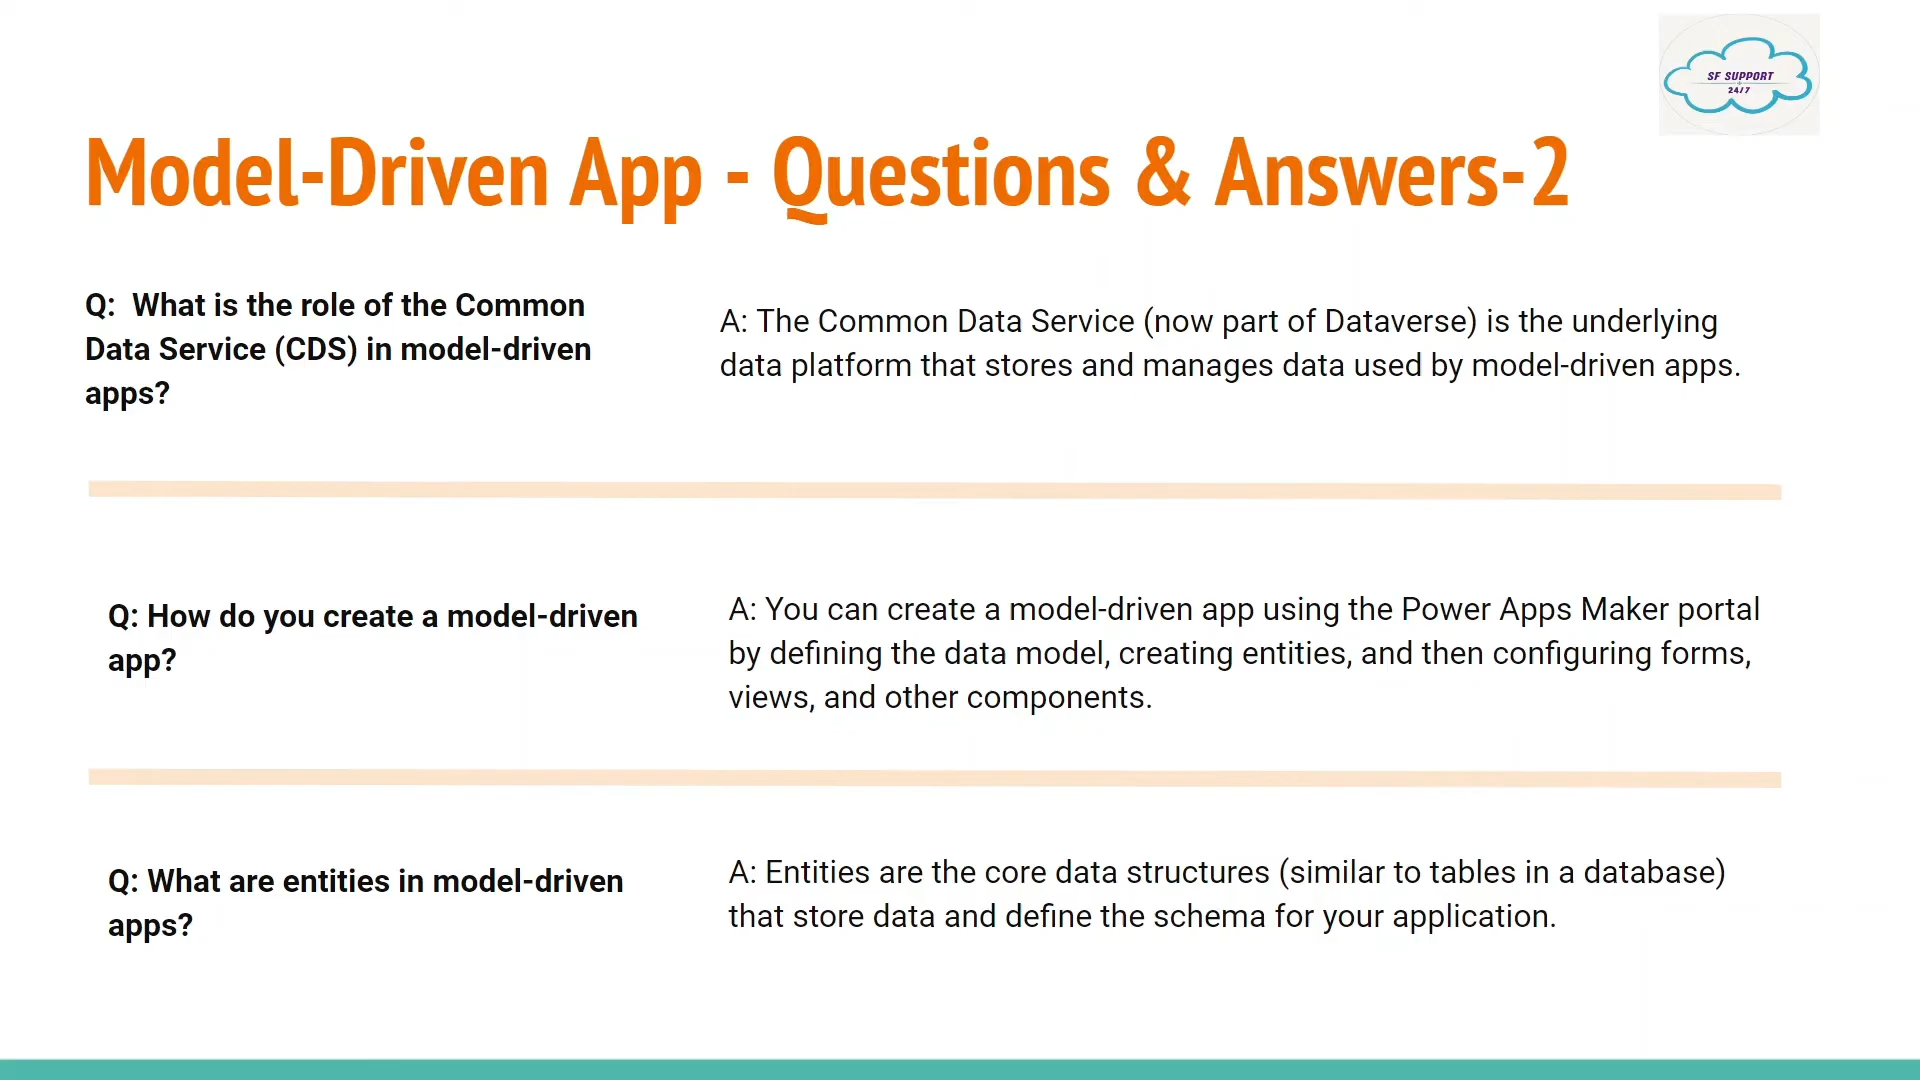 SF SUPPORT
24/7
Model-Driven App - Questions & Answers-2
Q:  What is the role of the Common
Data Service (CDS) in model-driven
apps?
A: The Common Data Service (now part of Dataverse) is the underlying
data platform that stores and manages data used by model-driven apps.
Q: How do you create a model-driven
app?
A: You can create a model-driven app using the Power Apps Maker portal
by defining the data model, creating entities, and then configuring forms,
views, and other components.
Q: What are entities in model-driven
apps?
A: Entities are the core data structures (similar to tables in a database)
that store data and define the schema for your application.